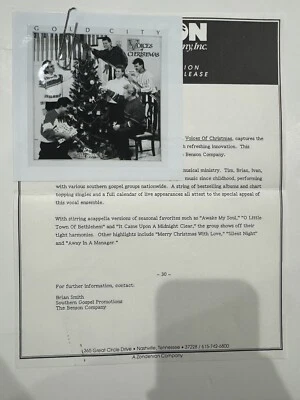 GOLD CITY
VOICES
of
CHRISTMAS
ON
ny, Inc.
ION
LEASE
Voices Of Christmas, captures the
h refreshing innovation. This
Benson Company.
musical ministry. Tim, Brian, Ivan,
music since childhood, performing
with various southern gospel groups nationwide. A string of bestselling albums and chart
topping singles and a full calendar of live appearances all attest to the special appeal of
this vocal ensemble.
With stirring acappella versions of seasonal favorites such as "Awake My Soul," "O Little
Town Of Bethlehem" and "It Came Upon A Midnight Clear," the group shows off their
tight harmonies. Other highlights include "Merry Christmas With Love," "Silent Night"
and "Away In A Manager."
- 30 -
For further information, contact:
Brian Smith
Southern Gospel Promotions
The Benson Company
Great Circle Drive • Nashville, Tennessee • 37228 / 615-742-6800
A Zondervan Company